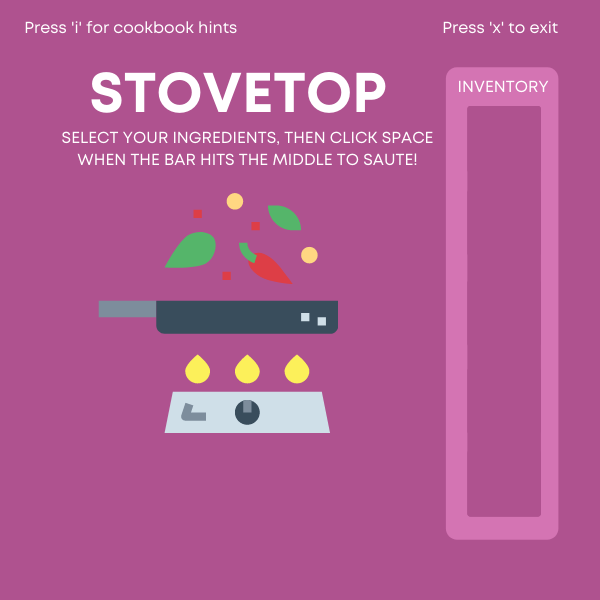 Press 'i' for cookbook hints
Press 'x' to exit
STOVETOP
SELECT YOUR INGREDIENTS, THEN CLICK SPACE
WHEN THE BAR HITS THE MIDDLE TO SAUTE!
INVENTORY